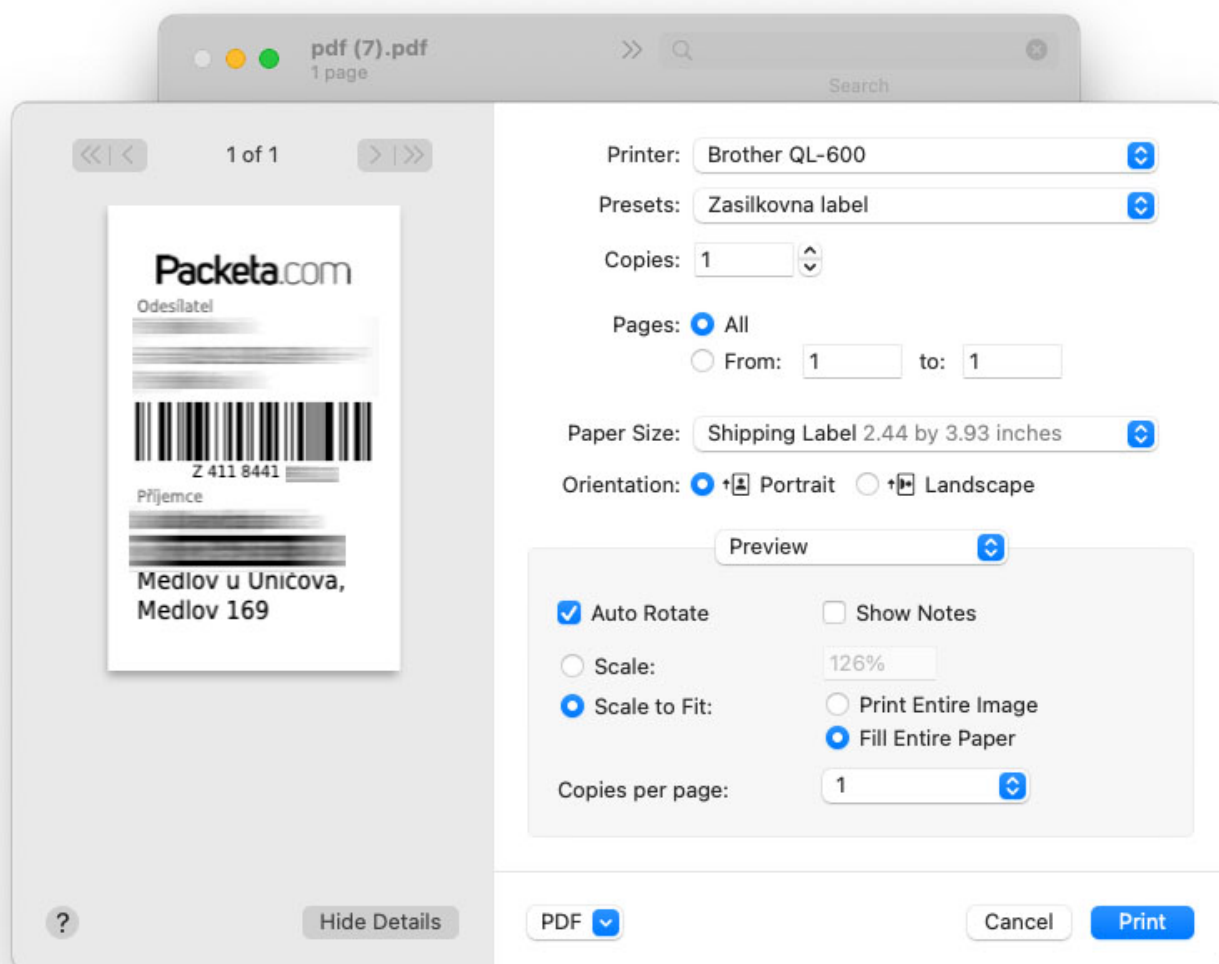 pdf (7).pdf
1 page
Search
1 of 1
Packeta.com
Odesílatel
Z 411 8441
Příjemce
Medlov u Uničova,
Medlov 169
?
Hide Details
Printer: Brother QL-600
Presets: Zasilkovna label
Copies: 1
Pages: All
From: 1 to: 1
Paper Size: Shipping Label 2.44 by 3.93 inches
Orientation: Portrait Landscape
Preview
Auto Rotate Show Notes
Scale: 126%
Scale to Fit: Print Entire Image
Fill Entire Paper
Copies per page: 1
PDF Cancel Print